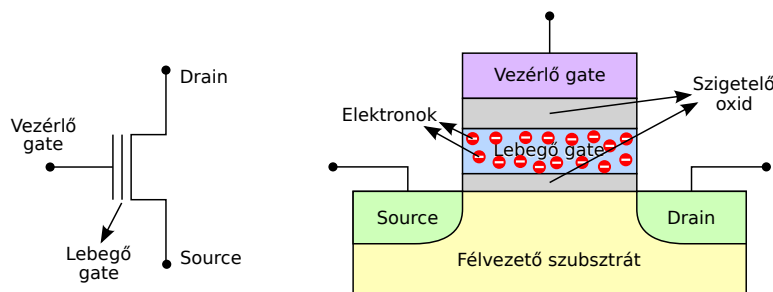 Drain
Vezérlő
gate
Lebegő
gate
Source
Vezérlő gate
Szigetelő
oxid
Elektronok
Lebegő gate
Source
Drain
Félvezető szubsztrát